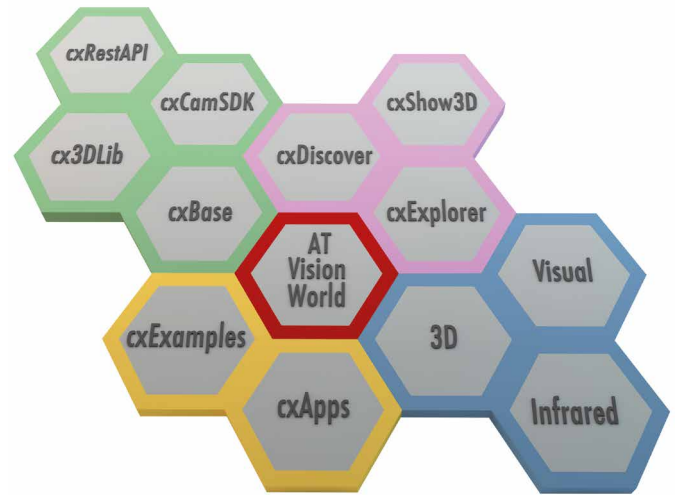 cxRestAPI
cxCamSDK
cxShow3D
cx3DLib
cxDiscover
cxBase
cxExplorer
AT
Vision
World
Visual
cxExamples
3D
cxApps
Infrared